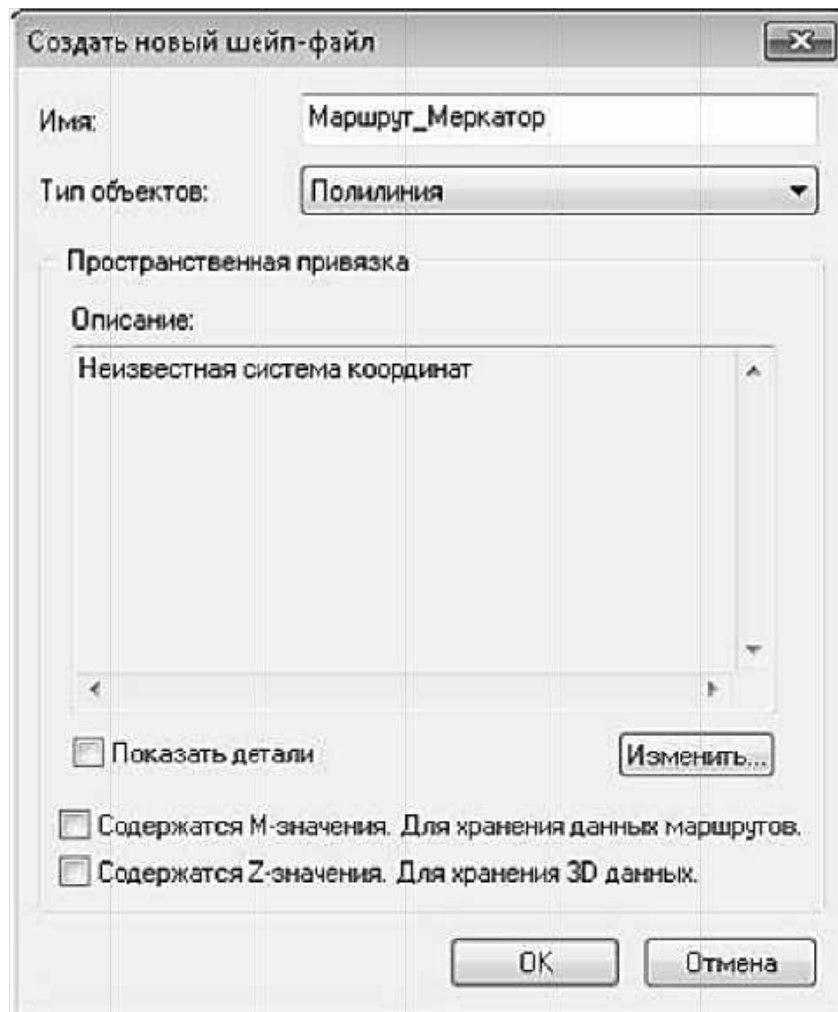 Создать новый шейп-файл
Имя: Маршрут_Меркатор
Тип объектов: Полилиния
Пространственная привязка
Описание:
Неизвестная система координат
Показать детали Изменить...
Содержатся М-значения. Для хранения данных маршрутов.
Содержатся Z-значения. Для хранения 3D данных.
OK Отмена